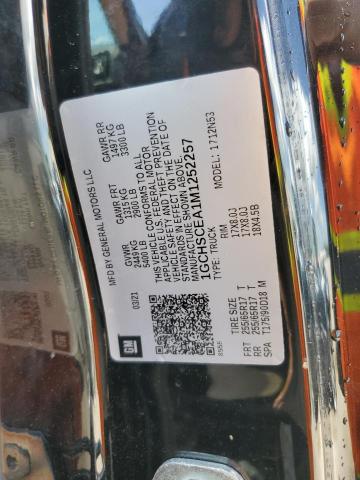 MFD BY GENERAL MOTORS LLC
03/21
GVWR
2449 KG
5400 LB
GAWR FRT
1315 KG
2900 LB
GAWR RR
1497 KG
3300 LB
THIS VEHICLE CONFORMS TO ALL
APPLICABLE U.S. FEDERAL MOTOR
VEHICLE SAFETY AND THEFT PREVENTION
STANDARDS IN EFFECT ON THE DATE OF
MANUFACTURE SHOWN ABOVE.
1GCHSCEA1M1252257
TYPE: TRUCK
MODEL: 1712N53
GM
TIRE SIZE RIM
FRT 255/65R17 T 17X8.0J
RR 255/65R17 T 17X8.0J
SPA T175/90D18 M 18X4.5B